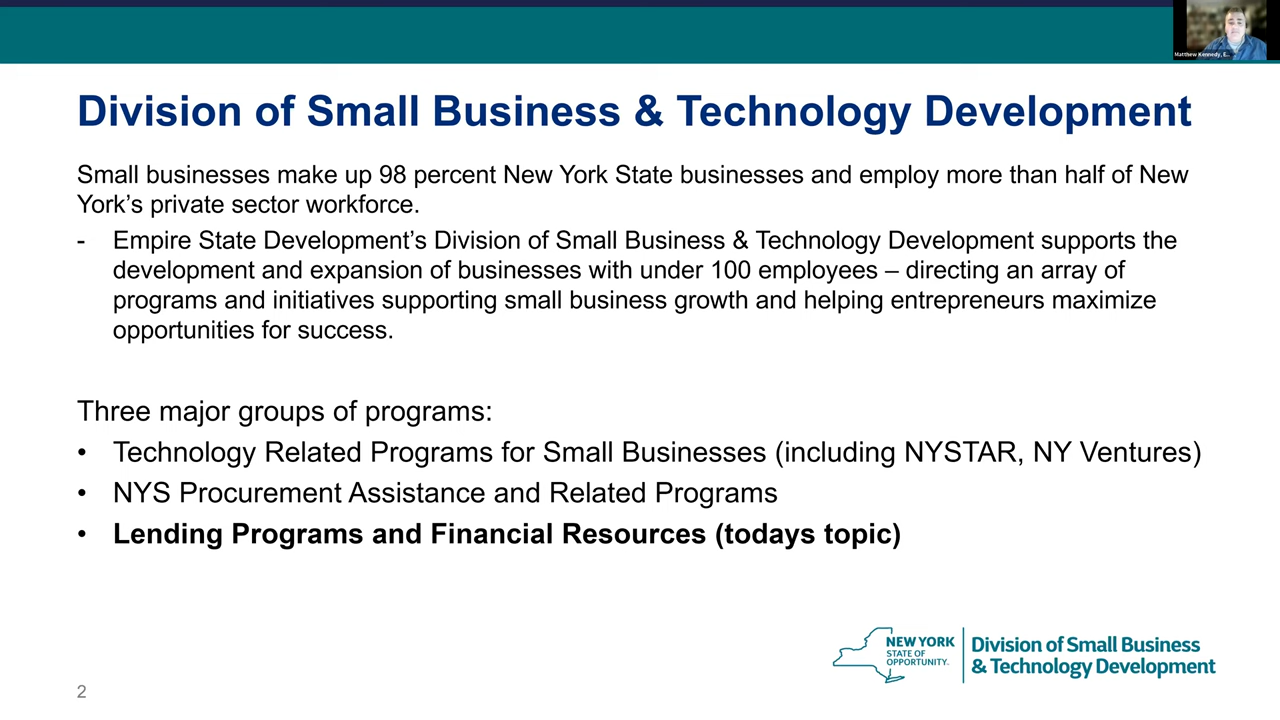 Matthew Kennedy, E...
Division of Small Business & Technology Development
Small businesses make up 98 percent New York State businesses and employ more than half of New
York’s private sector workforce.
- Empire State Development’s Division of Small Business & Technology Development supports the
development and expansion of businesses with under 100 employees – directing an array of
programs and initiatives supporting small business growth and helping entrepreneurs maximize
opportunities for success.
Three major groups of programs:
• Technology Related Programs for Small Businesses (including NYSTAR, NY Ventures)
• NYS Procurement Assistance and Related Programs
• Lending Programs and Financial Resources (todays topic)
NEW YORK
STATE OF
OPPORTUNITY.
Division of Small Business
& Technology Development
2